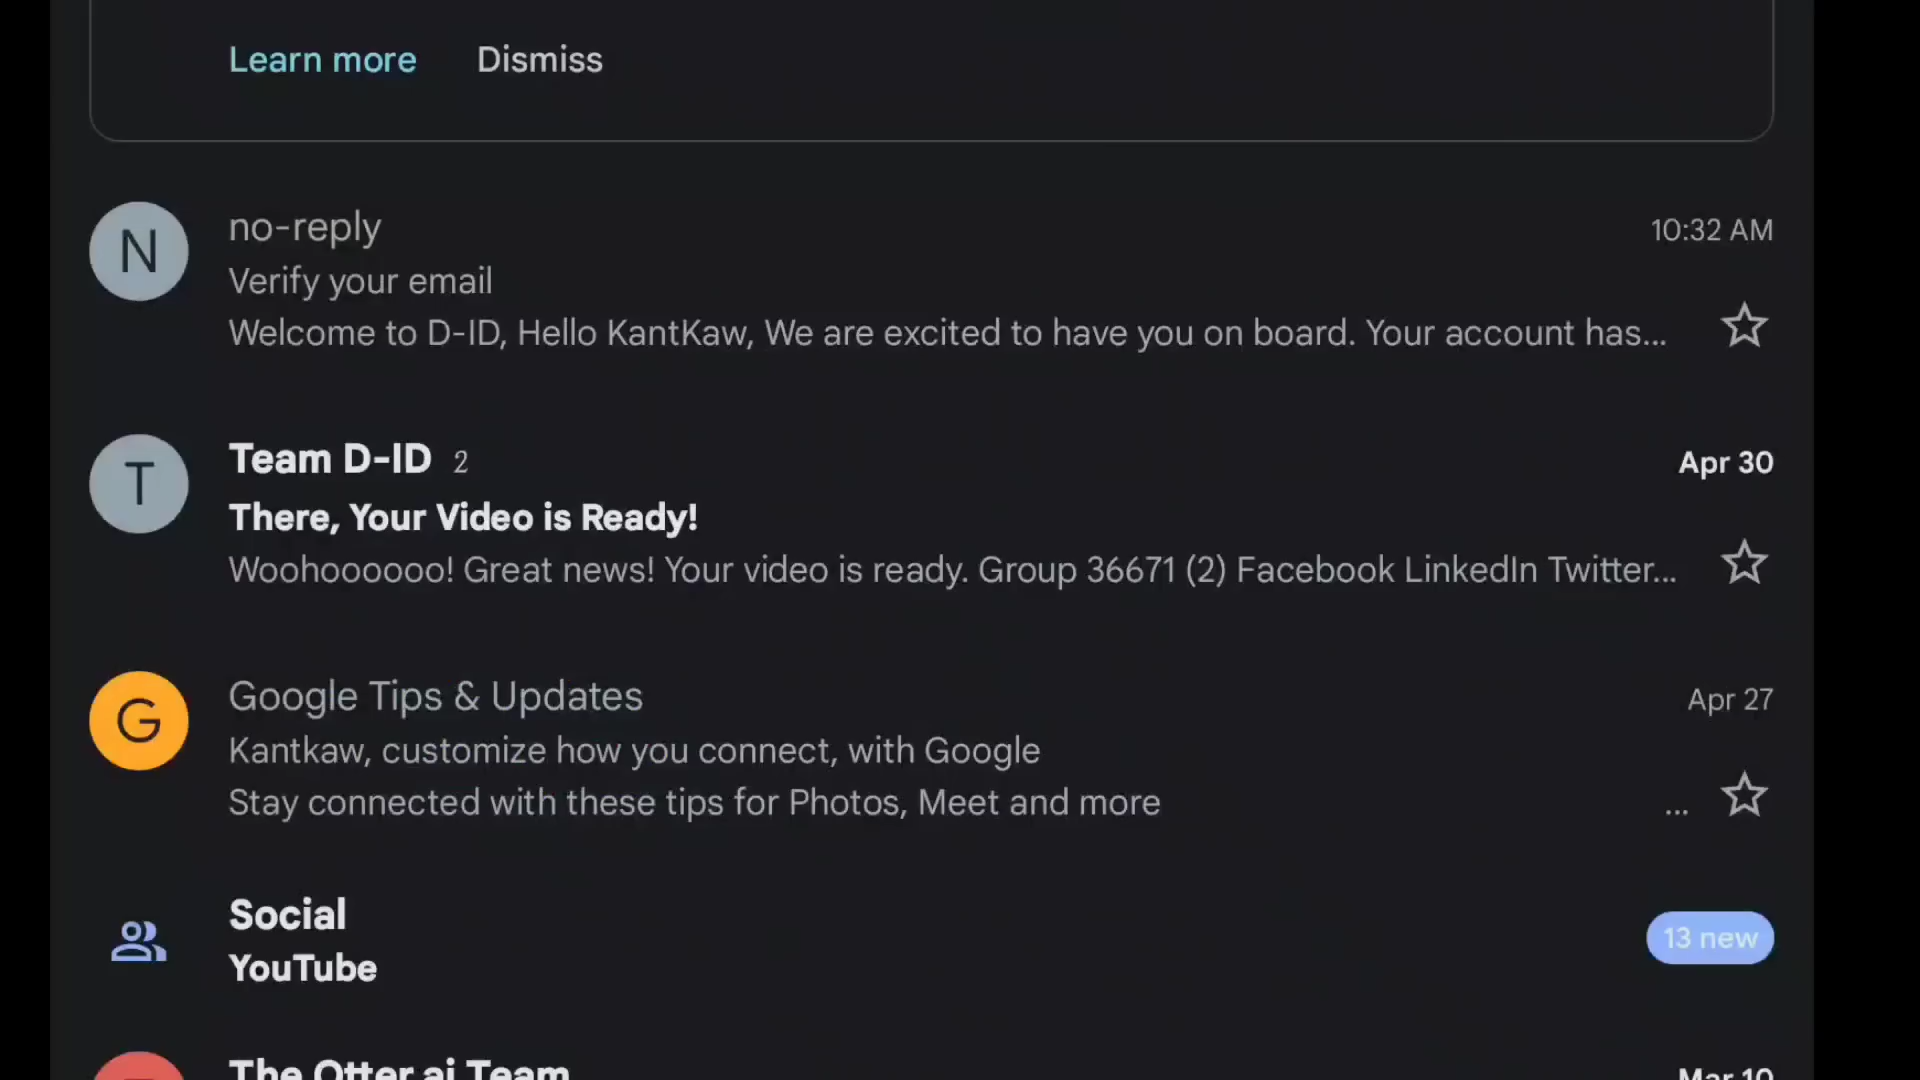 Learn more Dismiss
N
no-reply 10:32 AM
Verify your email
Welcome to D-ID, Hello KantKaw, We are excited to have you on board. Your account has...
T
Team D-ID 2 Apr 30
There, Your Video is Ready!
Woohoooooo! Great news! Your video is ready. Group 36671 (2) Facebook LinkedIn Twitter...
G
Google Tips & Updates Apr 27
Kantkaw, customize how you connect, with Google
Stay connected with these tips for Photos, Meet and more ...
Social
YouTube
13 new
The Otter.ai Team Mar 10